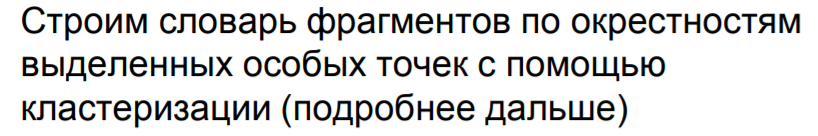 Строим словарь фрагментов по окрестностям
выделенных особых точек с помощью
кластеризации (подробнее дальше)